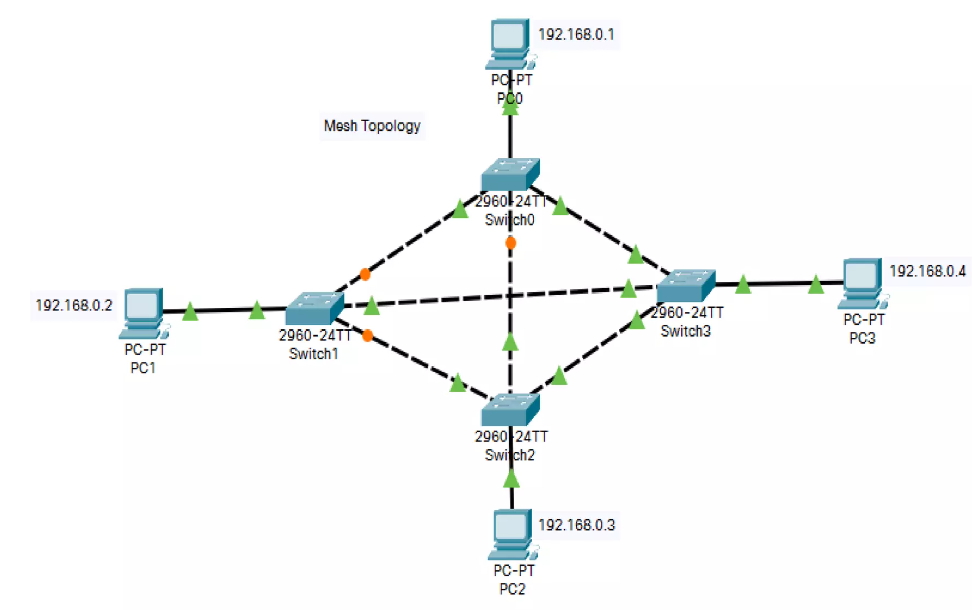 192.168.0.1
PC-PT
PC0
Mesh Topology
2960-24TT
Switch0
192.168.0.2
PC-PT
PC1
2960-24TT
Switch1
2960-24TT
Switch3
192.168.0.4
PC-PT
PC3
2960-24TT
Switch2
192.168.0.3
PC-PT
PC2